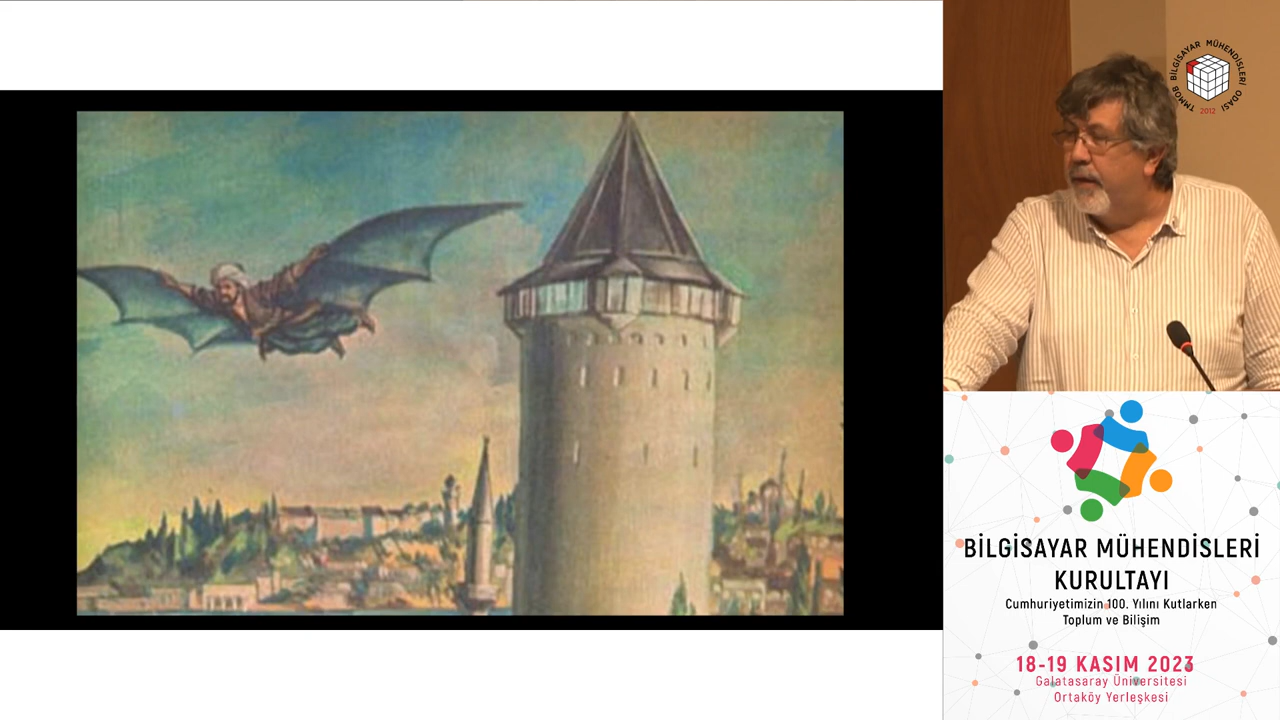 TMMOB BİLGİSAYAR MÜHENDİSLERİ ODASI
2012
BİLGİSAYAR MÜHENDİSLERİ
KURULTAYI
Cumhuriyetimizin 100. Yılını Kutlarken
Toplum ve Bilişim
18-19 KASIM 2023
Galatasaray Üniversitesi
Ortaköy Yerleşkesi